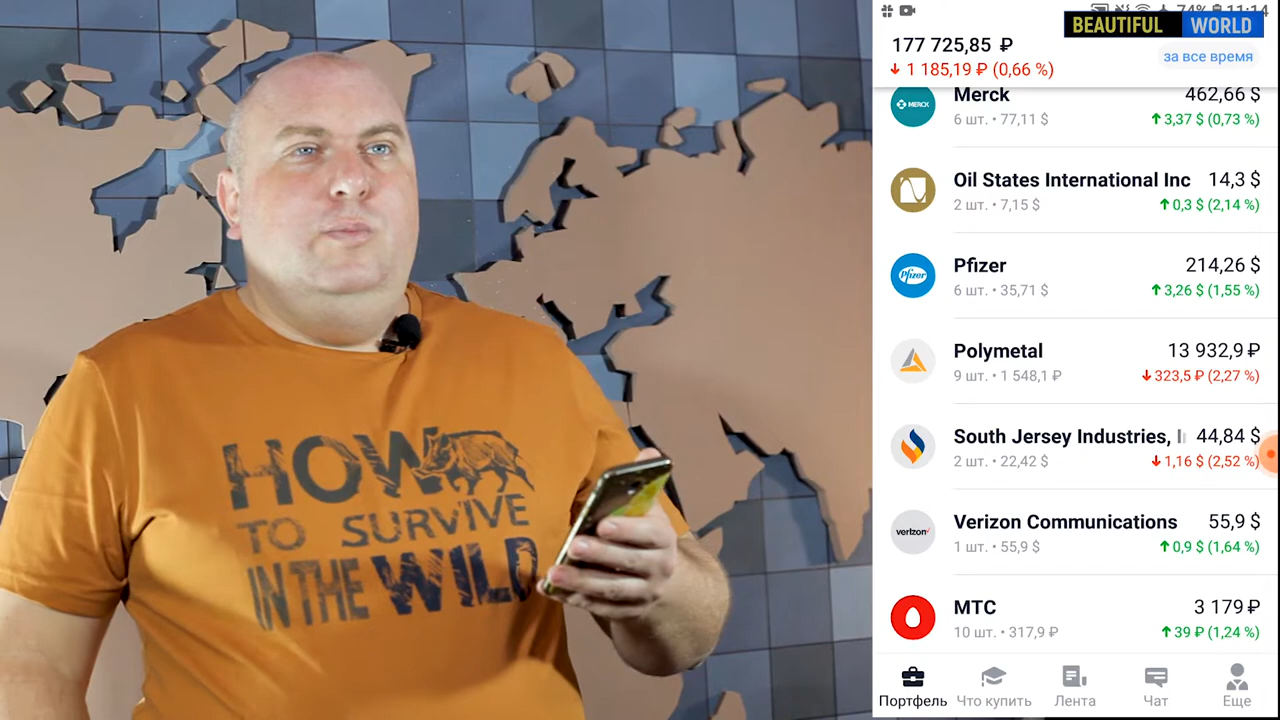 HOW
TO SURVIVE
IN THE WILD
11:14
BEAUTIFUL WORLD
177 725,85 ₽
за все время
1 185,19 ₽ (0,66 %)
MERCK
Merck
462,66 $
6 шт. • 77,11 $
3,37 $ (0,73 %)
Oil States International Inc
14,3 $
2 шт. • 7,15 $
0,3 $ (2,14 %)
Pfizer
Pfizer
214,26 $
6 шт. • 35,71 $
3,26 $ (1,55 %)
Polymetal
13 932,9 ₽
9 шт. • 1 548,1 ₽
323,5 ₽ (2,27 %)
South Jersey Industries,
44,84 $
2 шт. • 22,42 $
1,16 $ (2,52 %)
verizon
Verizon Communications
55,9 $
1 шт. • 55,9 $
0,9 $ (1,64 %)
МТС
3 179 ₽
10 шт. • 317,9 ₽
39 ₽ (1,24 %)
Портфель
Что купить
Лента
Чат
Еще